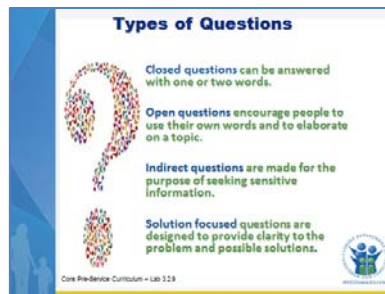 Types of Questions
Closed questions can be answered
with one or two words.
Open questions encourage people to
use their own words and to elaborate
on a topic.
Indirect questions are made for the
purpose of seeking sensitive
information.
Solution focused questions are
designed to provide clarity to the
problem and possible solutions.
Core Pre-Service Curriculum – Lab 3.2.9